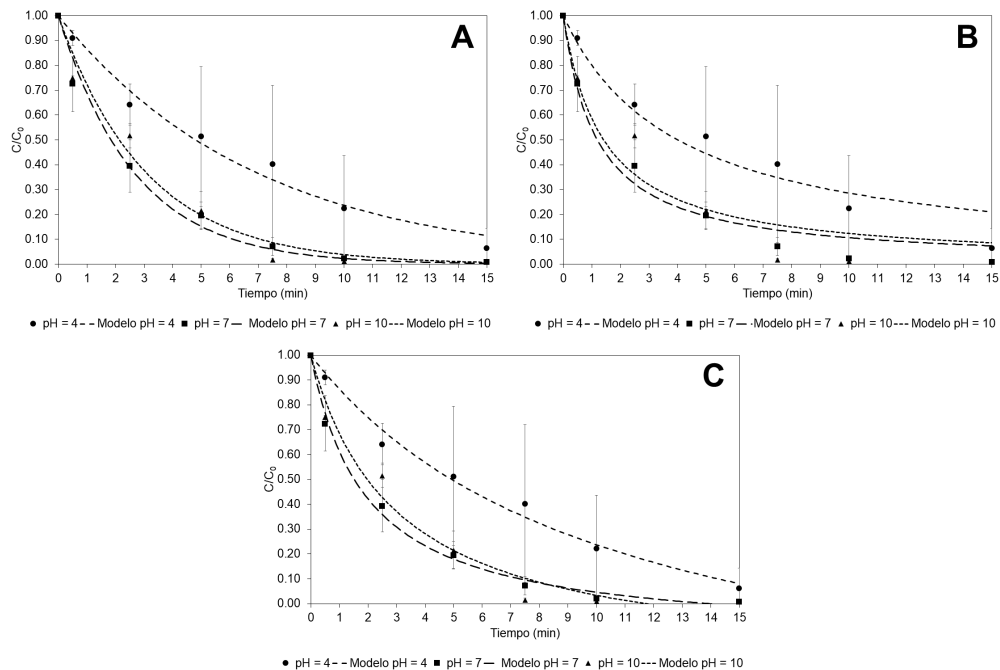 A
1.00
0.90
0.80
0.70
0.60
0.50
0.40
0.30
0.20
0.10
0.00
C/C₀
0 1 2 3 4 5 6 7 8 9 10 11 12 13 14 15
Tiempo (min)
pH = 4 Modelo pH = 4 pH = 7 Modelo pH = 7 pH = 10 Modelo pH = 10
B
1.00
0.90
0.80
0.70
0.60
0.50
0.40
0.30
0.20
0.10
0.00
C/C₀
0 1 2 3 4 5 6 7 8 9 10 11 12 13 14 15
Tiempo (min)
pH = 4 Modelo pH = 4 pH = 7 Modelo pH = 7 pH = 10 Modelo pH = 10
C
1.00
0.90
0.80
0.70
0.60
0.50
0.40
0.30
0.20
0.10
0.00
C/C₀
0 1 2 3 4 5 6 7 8 9 10 11 12 13 14 15
Tiempo (min)
pH = 4 Modelo pH = 4 pH = 7 Modelo pH = 7 pH = 10 Modelo pH = 10